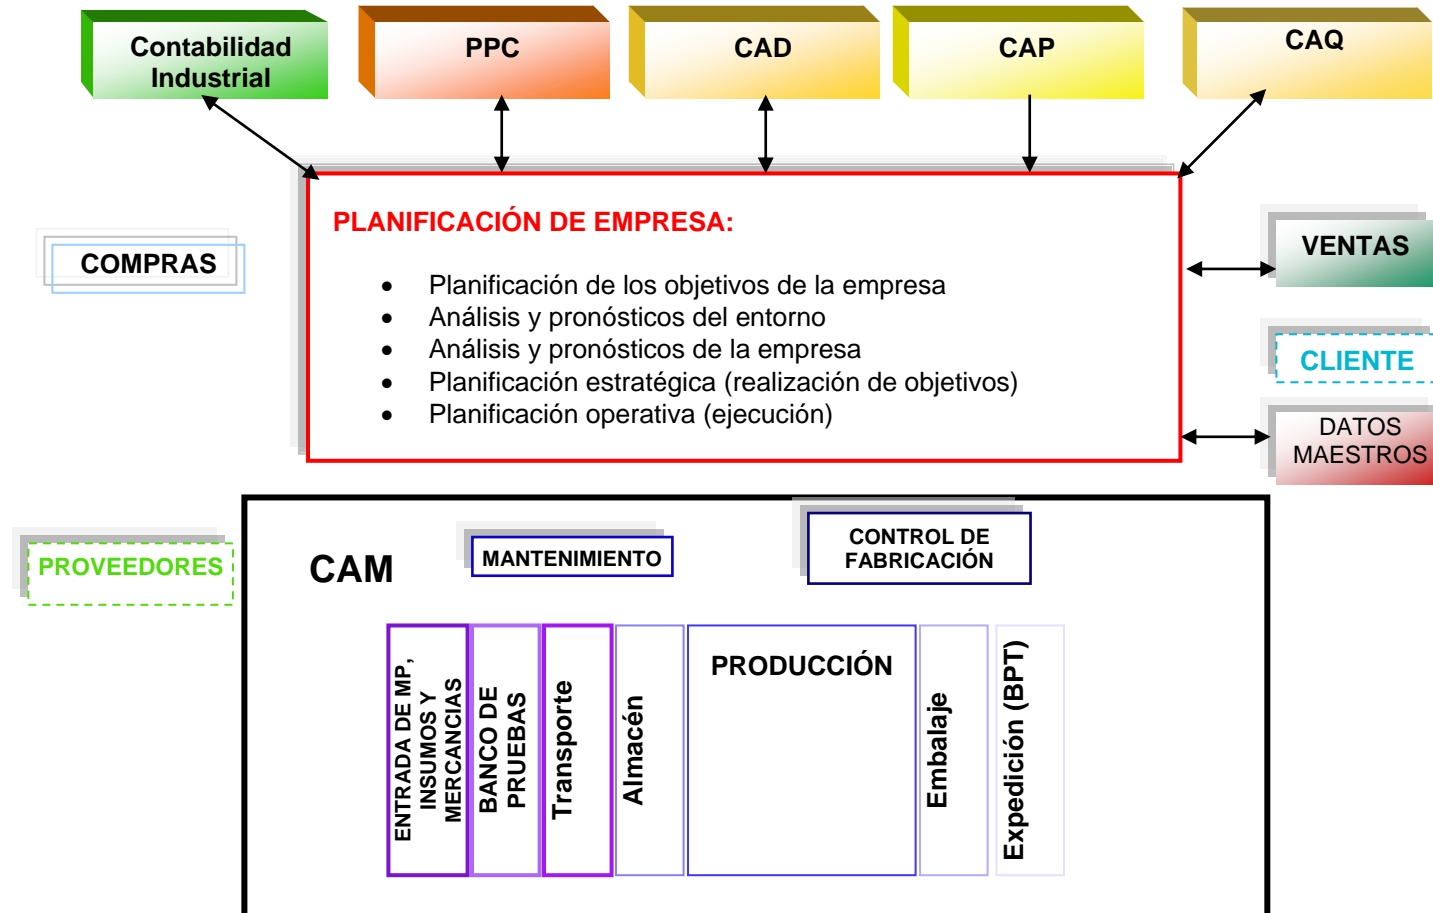 Contabilidad
Industrial
PPC
CAD
CAP
CAQ
PLANIFICACIÓN DE EMPRESA:
• Planificación de los objetivos de la empresa
• Análisis y pronósticos del entorno
• Análisis y pronósticos de la empresa
• Planificación estratégica (realización de objetivos)
• Planificación operativa (ejecución)
COMPRAS
VENTAS
CLIENTE
DATOS
MAESTROS
PROVEEDORES
CAM
MANTENIMIENTO
CONTROL DE
FABRICACIÓN
ENTRADA DE MP,
INSUMOS Y
MERCANCIAS
BANCO DE
PRUEBAS
Transporte
Almacén
PRODUCCIÓN
Embalaje
Expedición (BPT)